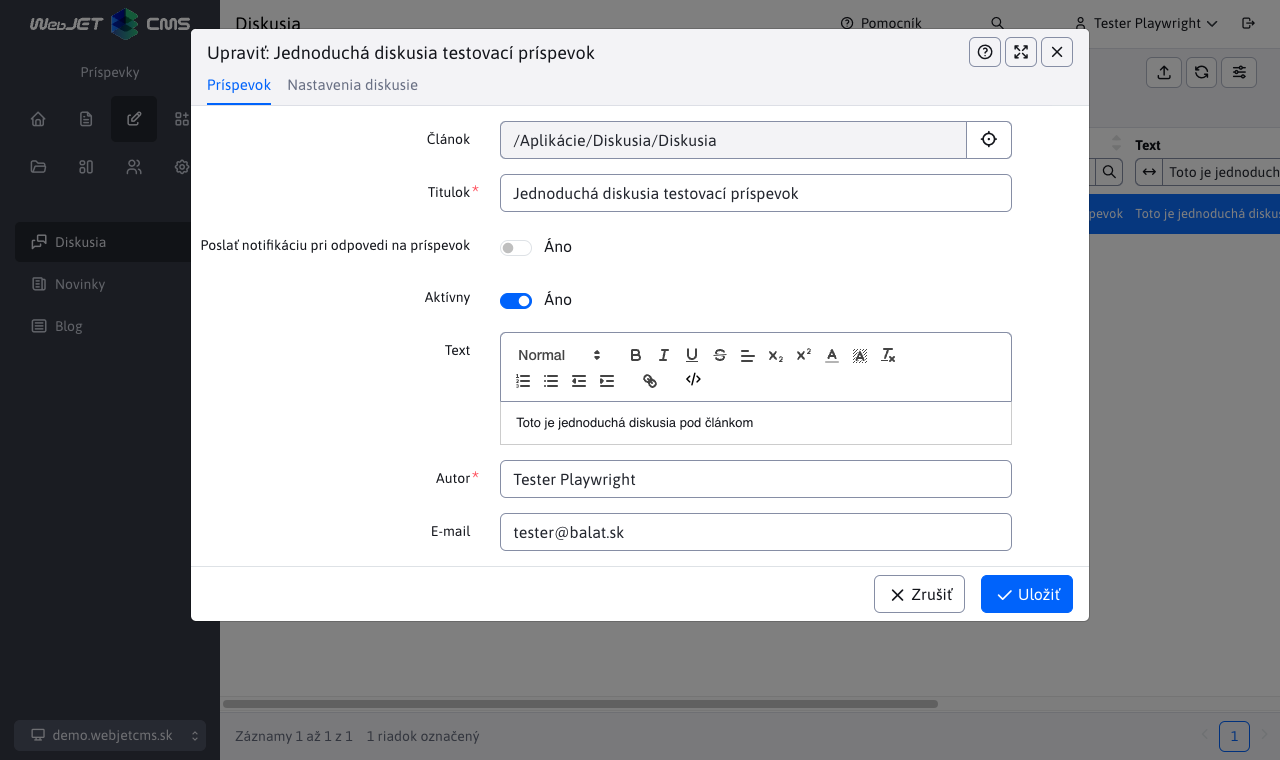 WebJET CMS
Diskusia
Pomocník
Tester Playwright
Príspevky
Diskusia
Novinky
Blog
Upraviť: Jednoduchá diskusia testovací príspevok
Príspevok
Nastavenia diskusie
Článok
/Aplikácie/Diskusia/Diskusia
Titulok*
Jednoduchá diskusia testovací príspevok
Poslať notifikáciu pri odpovedi na príspevok
Áno
Aktívny
Áno
Text
Normal
Toto je jednoduchá diskusia pod článkom
Autor*
Tester Playwright
E-mail
tester@balat.sk
Zrušiť
Uložiť
Text
Toto je jednoduch
pevok
Toto je jednoduchá disku
demo.webjetcms.sk
Záznamy 1 až 1 z 1
1 riadok označený
1